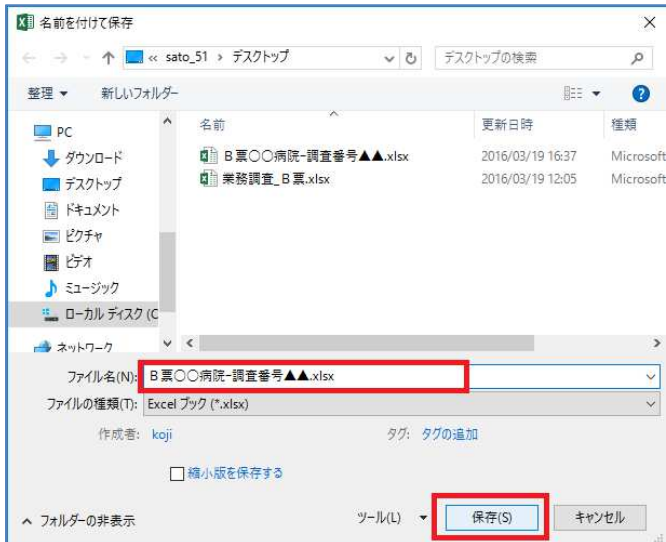 名前を付けて保存
« sato_51 › デスクトップ
デスクトップの検索
整理 新しいフォルダー
名前 更新日時 種類
PC
ダウンロード
デスクトップ
ドキュメント
ピクチャ
ビデオ
ミュージック
ローカル ディスク (C
ネットワーク
B票〇〇病院-調査番号▲▲.xlsx 2016/03/19 16:37 Microsoft
業務調査_B票.xlsx 2016/03/19 12:05 Microsoft
ファイル名(N): B票〇〇病院-調査番号▲▲.xlsx
ファイルの種類(T): Excel ブック (*.xlsx)
作成者: koji タグ: タグの追加
縮小版を保存する
フォルダーの非表示 ツール(L) 保存(S) キャンセル